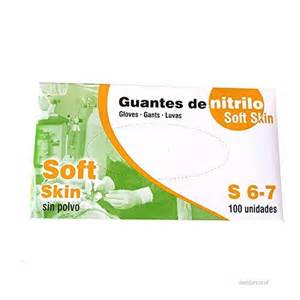 Guantes de nitrilo
Soft Skin
Gloves - Gants - Luvas
Soft
Skin
sin polvo
S 6-7
100 unidades